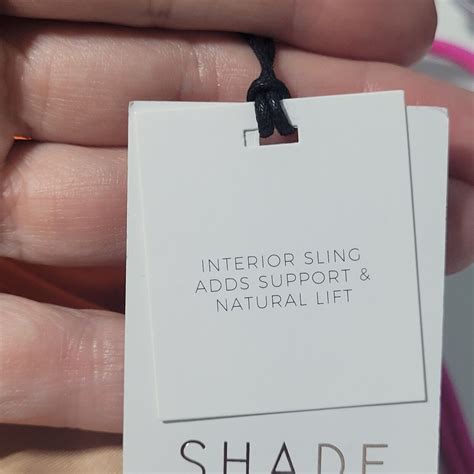 INTERIOR SLING
ADDS SUPPORT &
NATURAL LIFT
SHADE